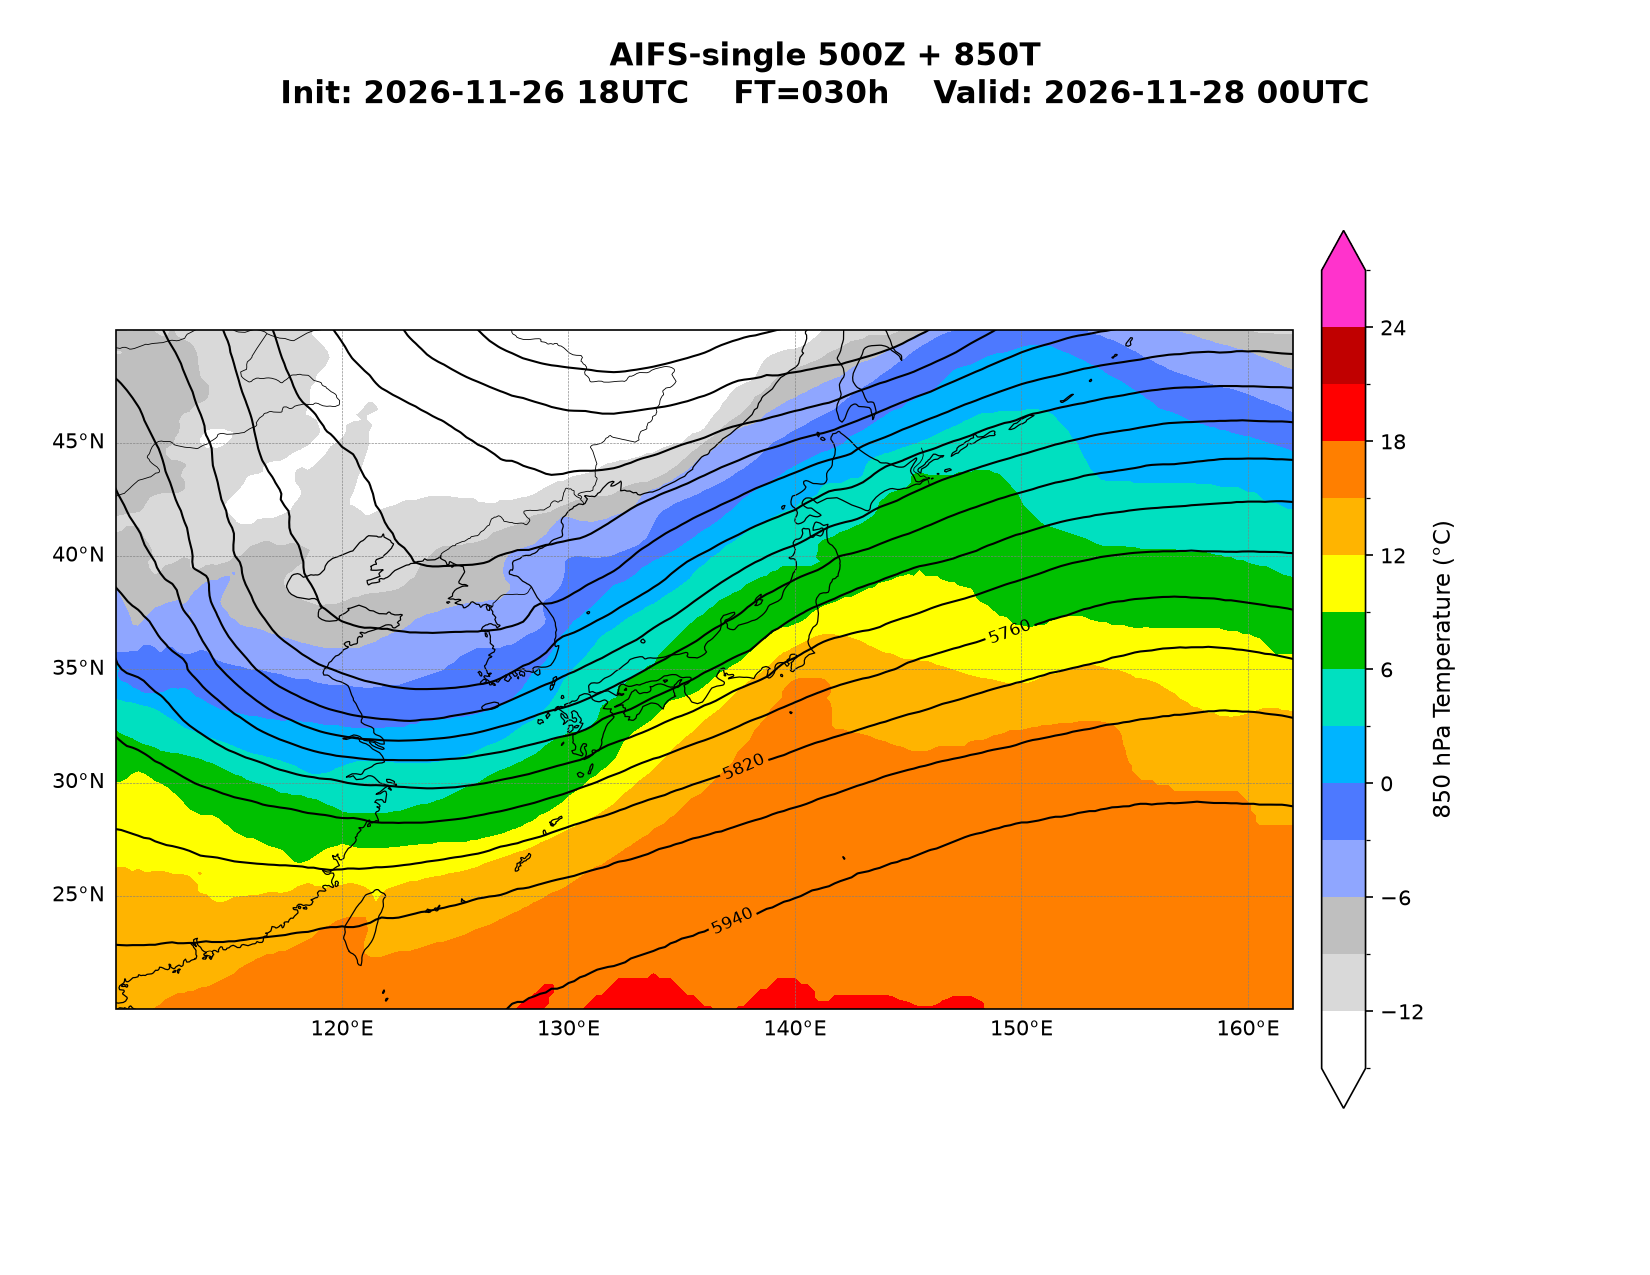 AIFS-single 500Z + 850T
Init: 2026-11-26 18UTC    FT=030h    Valid: 2026-11-28 00UTC
24
18
12
6
0
−6
−12
850 hPa Temperature (°C)
45°N
40°N
35°N
30°N
25°N
5760
5820
5940
120°E
130°E
140°E
150°E
160°E